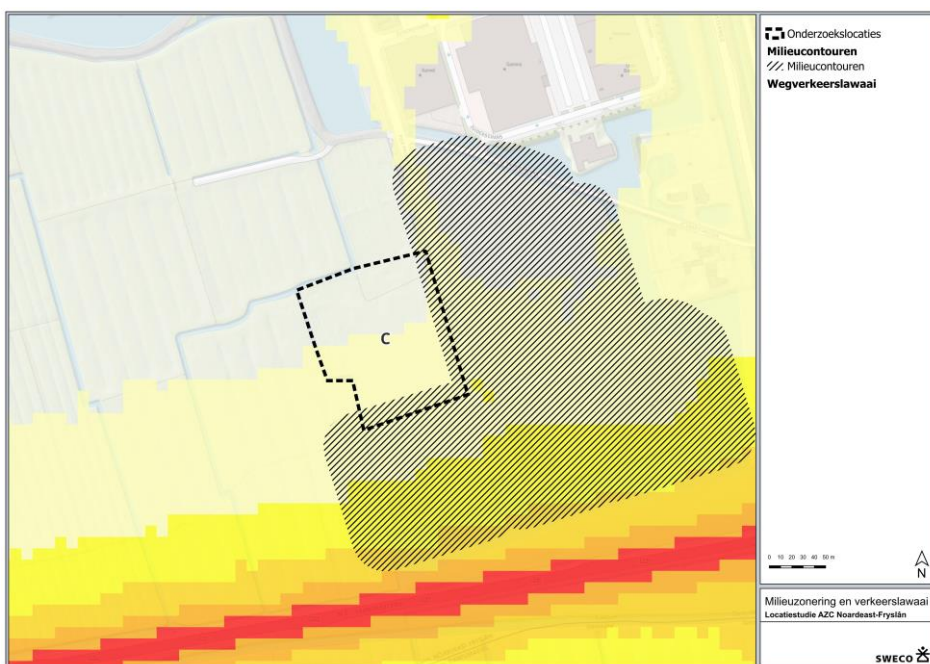 Onderzoekslocaties
Milieucontouren
Milieucontouren
Wegverkeerslawaai
C
0 10 20 30 40 50 m
N
Milieuzonering en verkeerslawaai
Locatiestudie AZC Noardeast-Fryslân
SWECO